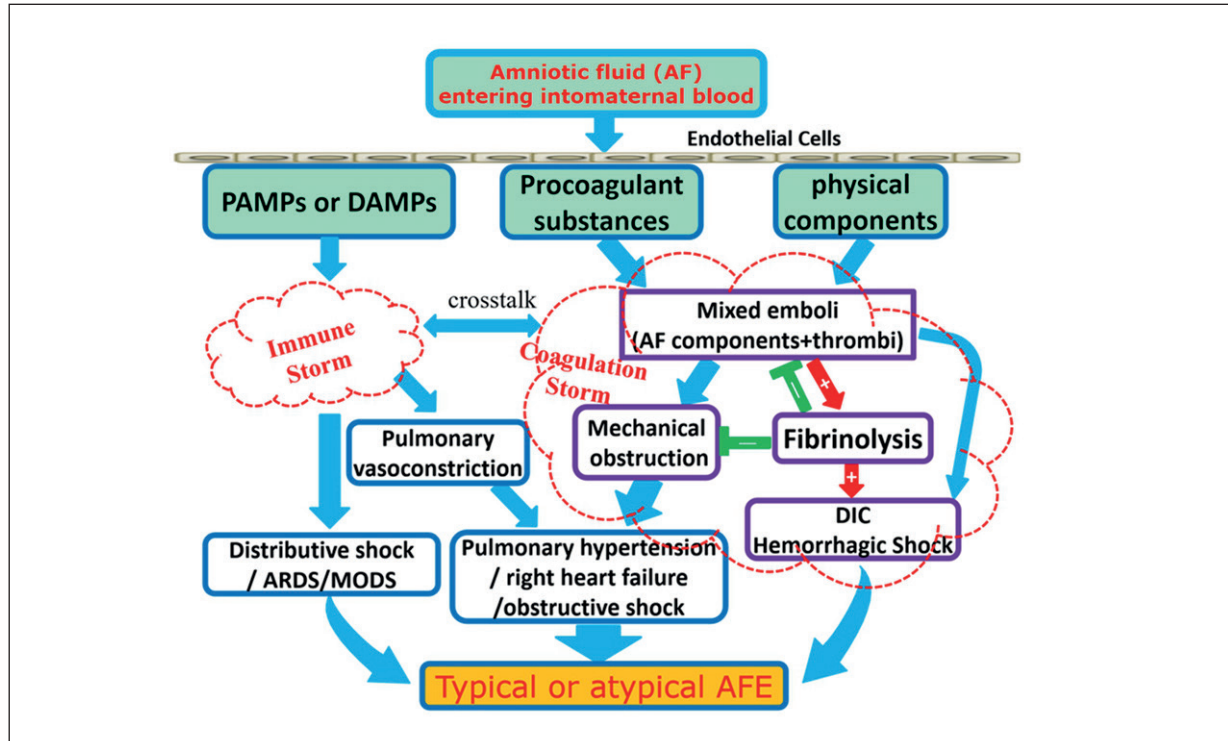 Amniotic fluid (AF)
entering intomaternal blood
Endothelial Cells
PAMPs or DAMPs
Procoagulant
substances
physical
components
crosstalk
Immune
Storm
Coagulation
Storm
Mixed emboli
(AF components+thrombi)
+
−
Pulmonary
vasoconstriction
Mechanical
obstruction
−
Fibrinolysis
+
Distributive shock
/ ARDS/MODS
Pulmonary hypertension
/ right heart failure
/obstructive shock
DIC
Hemorrhagic Shock
Typical or atypical AFE